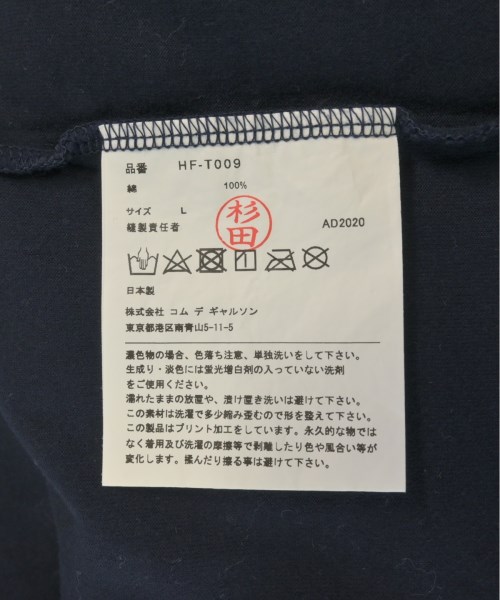 品番 HF-T009
綿 100%
サイズ L
杉田
縫製責任者 AD2020
日本製
株式会社 コム デ ギャルソン
東京都港区南青山5-11-5
濃色物の場合、色落ち注意、単独洗いをして下さい。
生成り・淡色には蛍光増白剤の入っていない洗剤
をご使用ください。
濡れたままの放置や、漬け置き洗いは避けて下さい。
この素材は洗濯で多少縮み歪むので形を整えて下さい。
この製品はプリント加工をしています。永久的な物では
なく着用及び洗濯の摩擦等で剥離したり色や風合い等が
変化します。揉んだり擦る事は避けて下さい。